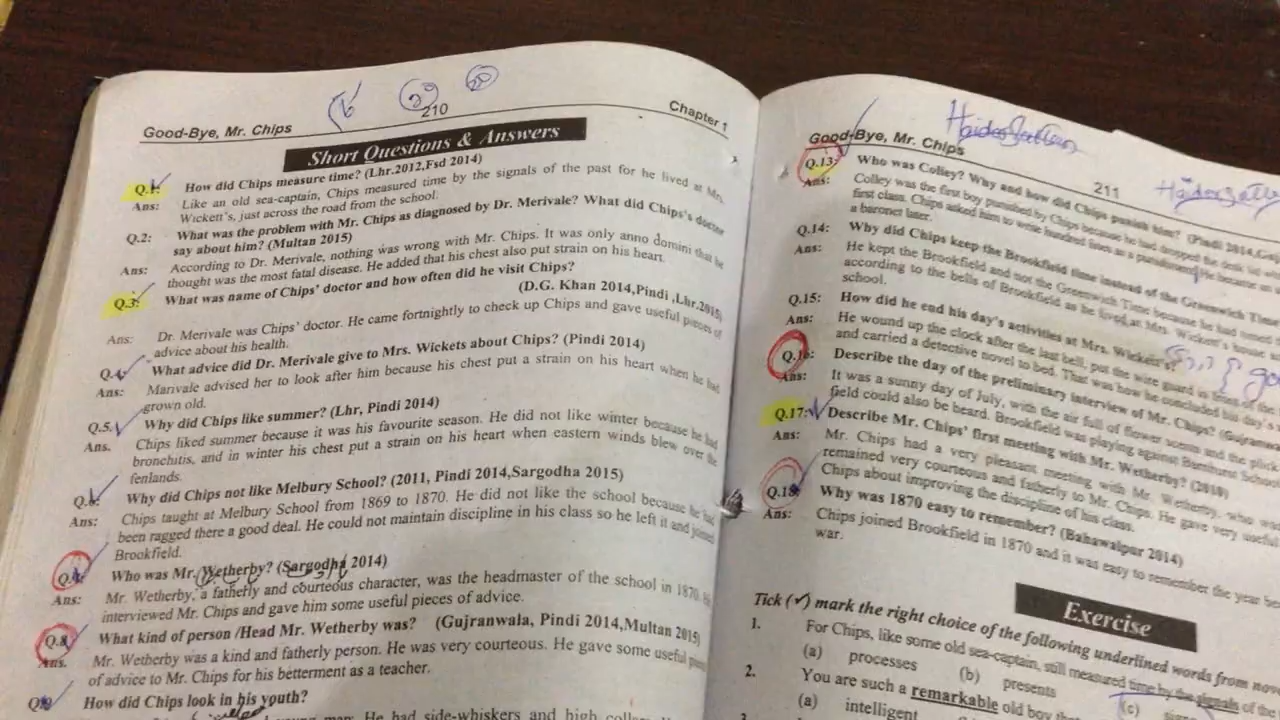 Good-Bye, Mr. Chips
210
Chapter 1
Short Questions & Answers
Q.1: How did Chips measure time? (Lhr.2012,Fsd 2014)
Ans: Like an old sea-captain, Chips measured time by the signals of the past for he lived at Mrs.
Wickett's, just across the road from the school.
Q.2: What was the problem with Mr. Chips as diagnosed by Dr. Merivale? What did Chips's doctor
say about him? (Multan 2015)
Ans: According to Dr. Merivale, nothing was wrong with Mr. Chips. It was only anno domini that he
thought was the most fatal disease. He added that his chest also put strain on his heart.
Q.3: What was name of Chips' doctor and how often did he visit Chips?
(D.G. Khan 2014,Pindi ,Lhr.2015)
Ans: Dr. Merivale was Chips' doctor. He came fortnightly to check up Chips and gave useful pieces of
advice about his health.
Q.4 What advice did Dr. Merivale give to Mrs. Wickets about Chips? (Pindi 2014)
Ans: Marivale advised her to look after him because his chest put a strain on his heart when he had
grown old.
Q.5. Why did Chips like summer? (Lhr, Pindi 2014)
Ans. Chips liked summer because it was his favourite season. He did not like winter because he had
bronchitis, and in winter his chest put a strain on his heart when eastern winds blew over the
fenlands.
Q.6 Why did Chips not like Melbury School? (2011, Pindi 2014,Sargodha 2015)
Ans: Chips taught at Melbury School from 1869 to 1870. He did not like the school because he had
been ragged there a good deal. He could not maintain discipline in his class so he left it and joined
Brookfield.
Who was Mr. Wetherby? (Sargodha 2014)
Ans: Mr. Wetherby, a fatherly and courteous character, was the headmaster of the school in 1870. He
interviewed Mr. Chips and gave him some useful pieces of advice.
Q.8 What kind of person /Head Mr. Wetherby was? (Gujranwala, Pindi 2014,Multan 2015)
Ans. Mr. Wetherby was a kind and fatherly person. He was very courteous. He gave some useful pieces
of advice to Mr. Chips for his betterment as a teacher.
How did Chips look in his youth?
He had side-whiskers and high
Good-Bye, Mr. Chips
211
Q.13: Who was Colley? Why and how did Chips punish him? (Pindi 2014,
Ans: Colley was the first boy punished by Chips because he had dropped the desk lid
first class. Chips asked him to write hundred lines as a punishment. He became
a baronet later.
Q.14: Why did Chips keep the Brookfield time instead of the Greenwich Time
Ans: He kept the Brookfield and not the Greenwich Time because he had
according to the bells of Brookfield as he lived at Mrs. Wickett's house
school.
Q.15: How did he end his day's activities at Mrs. Wickett's?
Ans: He wound up the clock after the last bell, put the wire guard in front of the
and carried a detective novel to bed. That was how he concluded his day's
Q.16: Describe the day of the preliminary interview of Mr. Chips?
Ans: It was a sunny day of July, with the air full of flower scents and the plick
field could also be heard. Brookfield was playing against Barnhurst School
Q.17: Describe Mr. Chips' first meeting with Mr. Wetherby? (2010)
Ans: Mr. Chips had a very pleasant meeting with Mr. Wetherby, who was
remained very courteous and fatherly to Mr. Chips. He gave very useful
Chips about improving the discipline of his class.
Q.18 Why was 1870 easy to remember? (Bahawalpur 2014)
Ans: Chips joined Brookfield in 1870 and it was easy to remember the year
war.
Exercise
Tick (✓) mark the right choice of the following underlined words from
1. For Chips, like some old sea-captain, still measured time by the signals of the
(a) processes (b) presents (c)
2. You are such a remarkable old boy
(a) intelligent